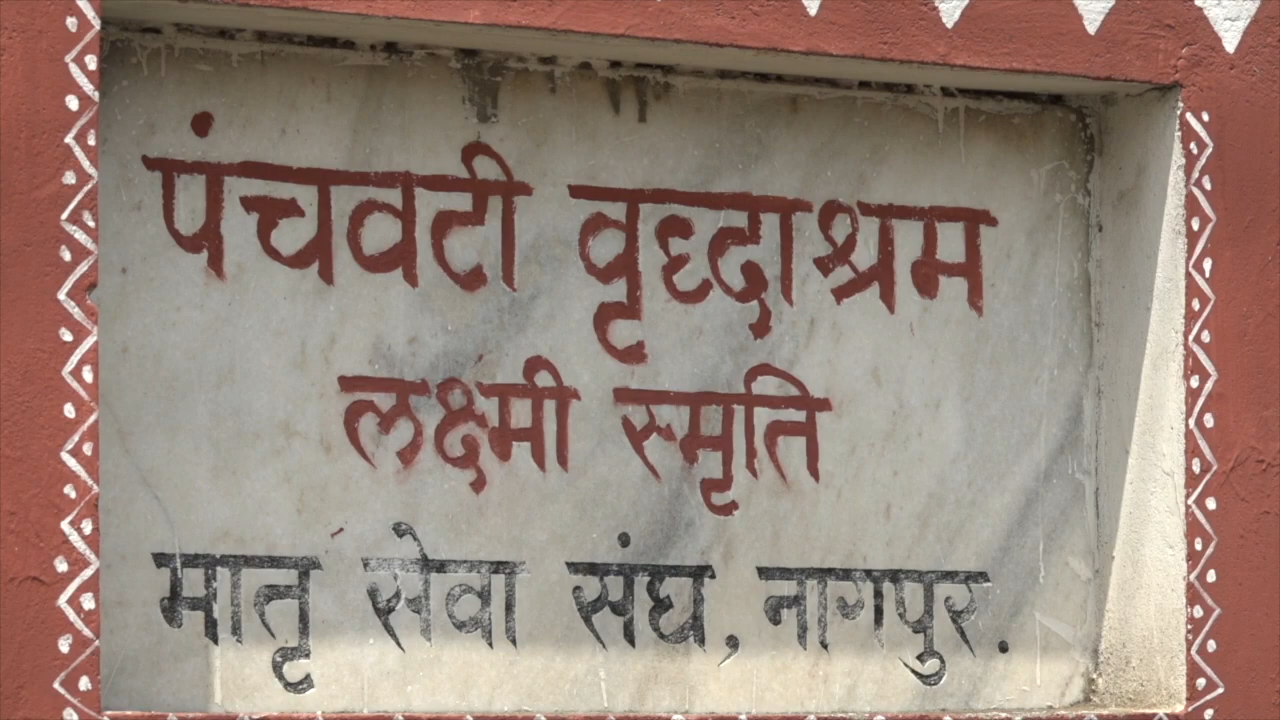 पंचवटी वृध्दाश्रम
लक्ष्मी स्मृति
मातृ सेवा संघ, नागपुर.